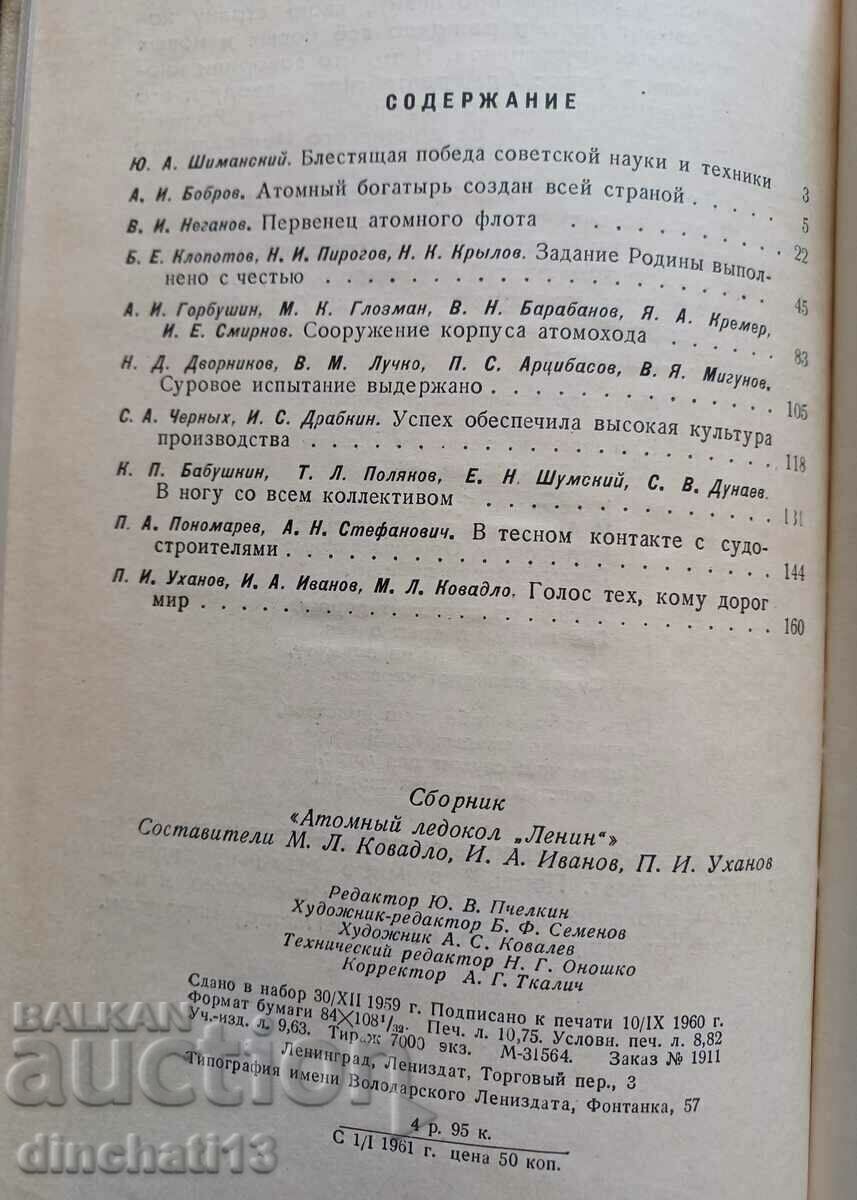 СОДЕРЖАНИЕ
Ю. А. Шиманский. Блестящая победа советской науки и техники 3
А. И. Бобров. Атомный богатырь создан всей страной . . . 5
В. И. Неганов. Первенец атомного флота . . . . . . . . 22
Б. Е. Клопотов, Н. И. Пирогов, Н. К. Крылов. Задание Родины выпол-
нено с честью . . . . . . . . . . . . . . . . 45
А. И. Горбушин, М. К. Глозман, В. Н. Барабанов, Я. А. Кремер,
И. Е. Смирнов. Сооружение корпуса атомохода . . . . . 83
Н. Д. Дворников, В. М. Лучко, П. С. Арцибасов, В. Я. Мигунов.
Суровое испытание выдержано . . . . . . . . . . . 105
С. А. Черных, И. С. Драбкин. Успех обеспечила высокая культура
производства . . . . . . . . . . . . . . . . 118
К. П. Бабушкин, Т. Л. Поляков, Е. Н. Шумский, С. В. Дунаев.
В ногу со всем коллективом . . . . . . . . . . . 131
П. А. Пономарев, А. Н. Стефанович. В тесном контакте с судо-
строителями . . . . . . . . . . . . . . . . . 144
П. И. Уханов, И. А. Иванов, М. Л. Ковадло. Голос тех, кому дорог
мир . . . . . . . . . . . . . . . . . . . . 160
Сборник
«Атомный ледокол „Ленин“»
Составители М. Л. Ковадло, И. А. Иванов, П. И. Уханов
Редактор Ю. В. Пчелкин
Художник-редактор Б. Ф. Семенов
Художник А. С. Ковалев
Технический редактор Н. Г. Оношко
Корректор А. Г. Ткалич
Сдано в набор 30/XII 1959 г. Подписано к печати 10/IX 1960 г.
Формат бумаги 84×108 1/32. Печ. л. 10,75. Условн. печ. л. 8,82
Уч.-изд. л. 9,63. Тираж 7000 экз. М-31564. Заказ № 1911
Ленинград, Лениздат, Торговый пер., 3
Типография имени Володарского Лениздата, Фонтанка, 57
4 р. 95 к.
С 1/I 1961 г. цена 50 коп.
BALKAN
auction
dinchati13